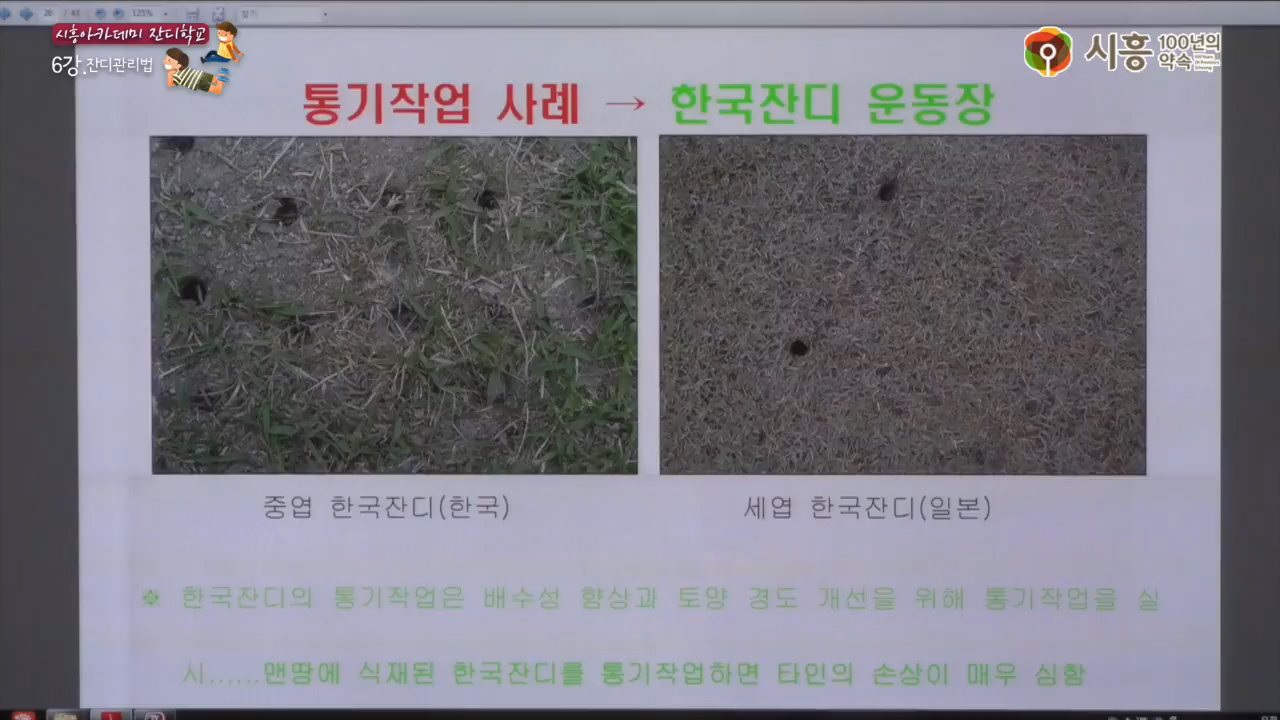 26 / 43 125% 찾기
시흥아카데미 잔디학교
6강.잔디관리법
시흥 100년의 약속
통기작업 사례 → 한국잔디 운동장
중엽 한국잔디(한국)
세엽 한국잔디(일본)
※ 한국잔디의 통기작업은 배수성 향상과 토양 경도 개선을 위해 통기작업을 실
시,.....맨땅에 식재된 한국잔디를 통기작업하면 타인의 손상이 매우 심함